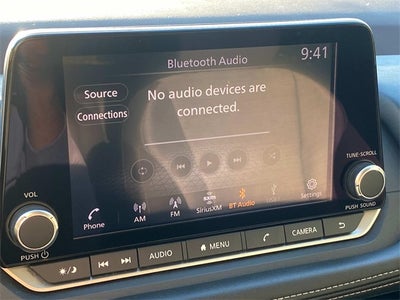 Bluetooth Audio
9:41
Source
Connections
No audio devices are
connected.
TUNE·SCROLL
VOL
Phone
AM
FM
SiriusXM
BT Audio
Settings
PUSH
PUSH SOUND
AUDIO
MENU
CAMERA